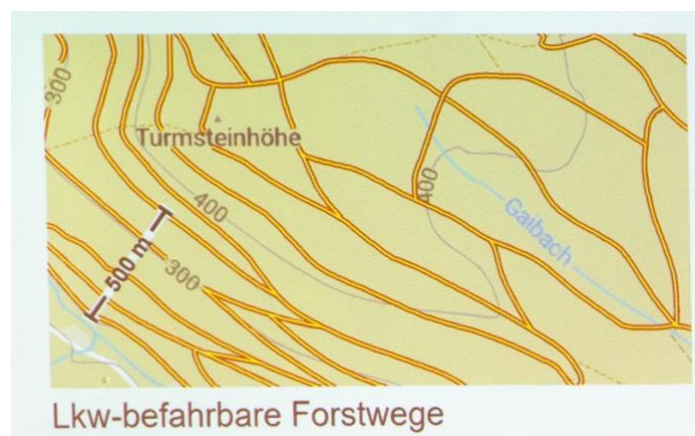 300
Turmsteinhöhe
400
400
Gaibach
500 m
300
Lkw-befahrbare Forstwege